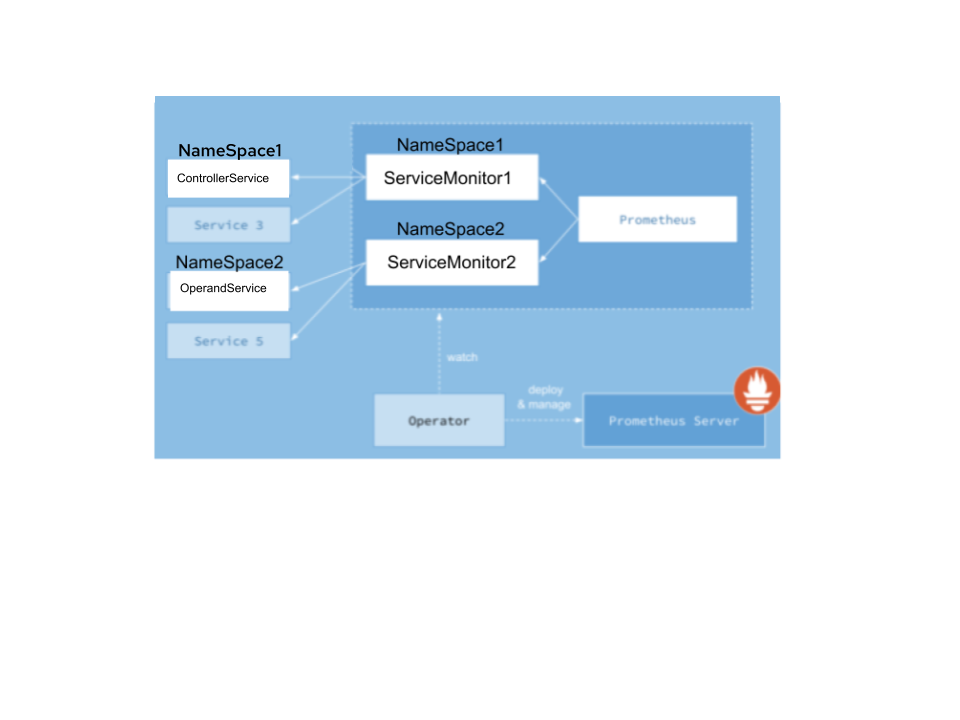 NameSpace1
ControllerService
Service 3
NameSpace2
OperandService
Service 5
NameSpace1
ServiceMonitor1
NameSpace2
ServiceMonitor2
Prometheus
watch
deploy
& manage
Operator
Prometheus Server